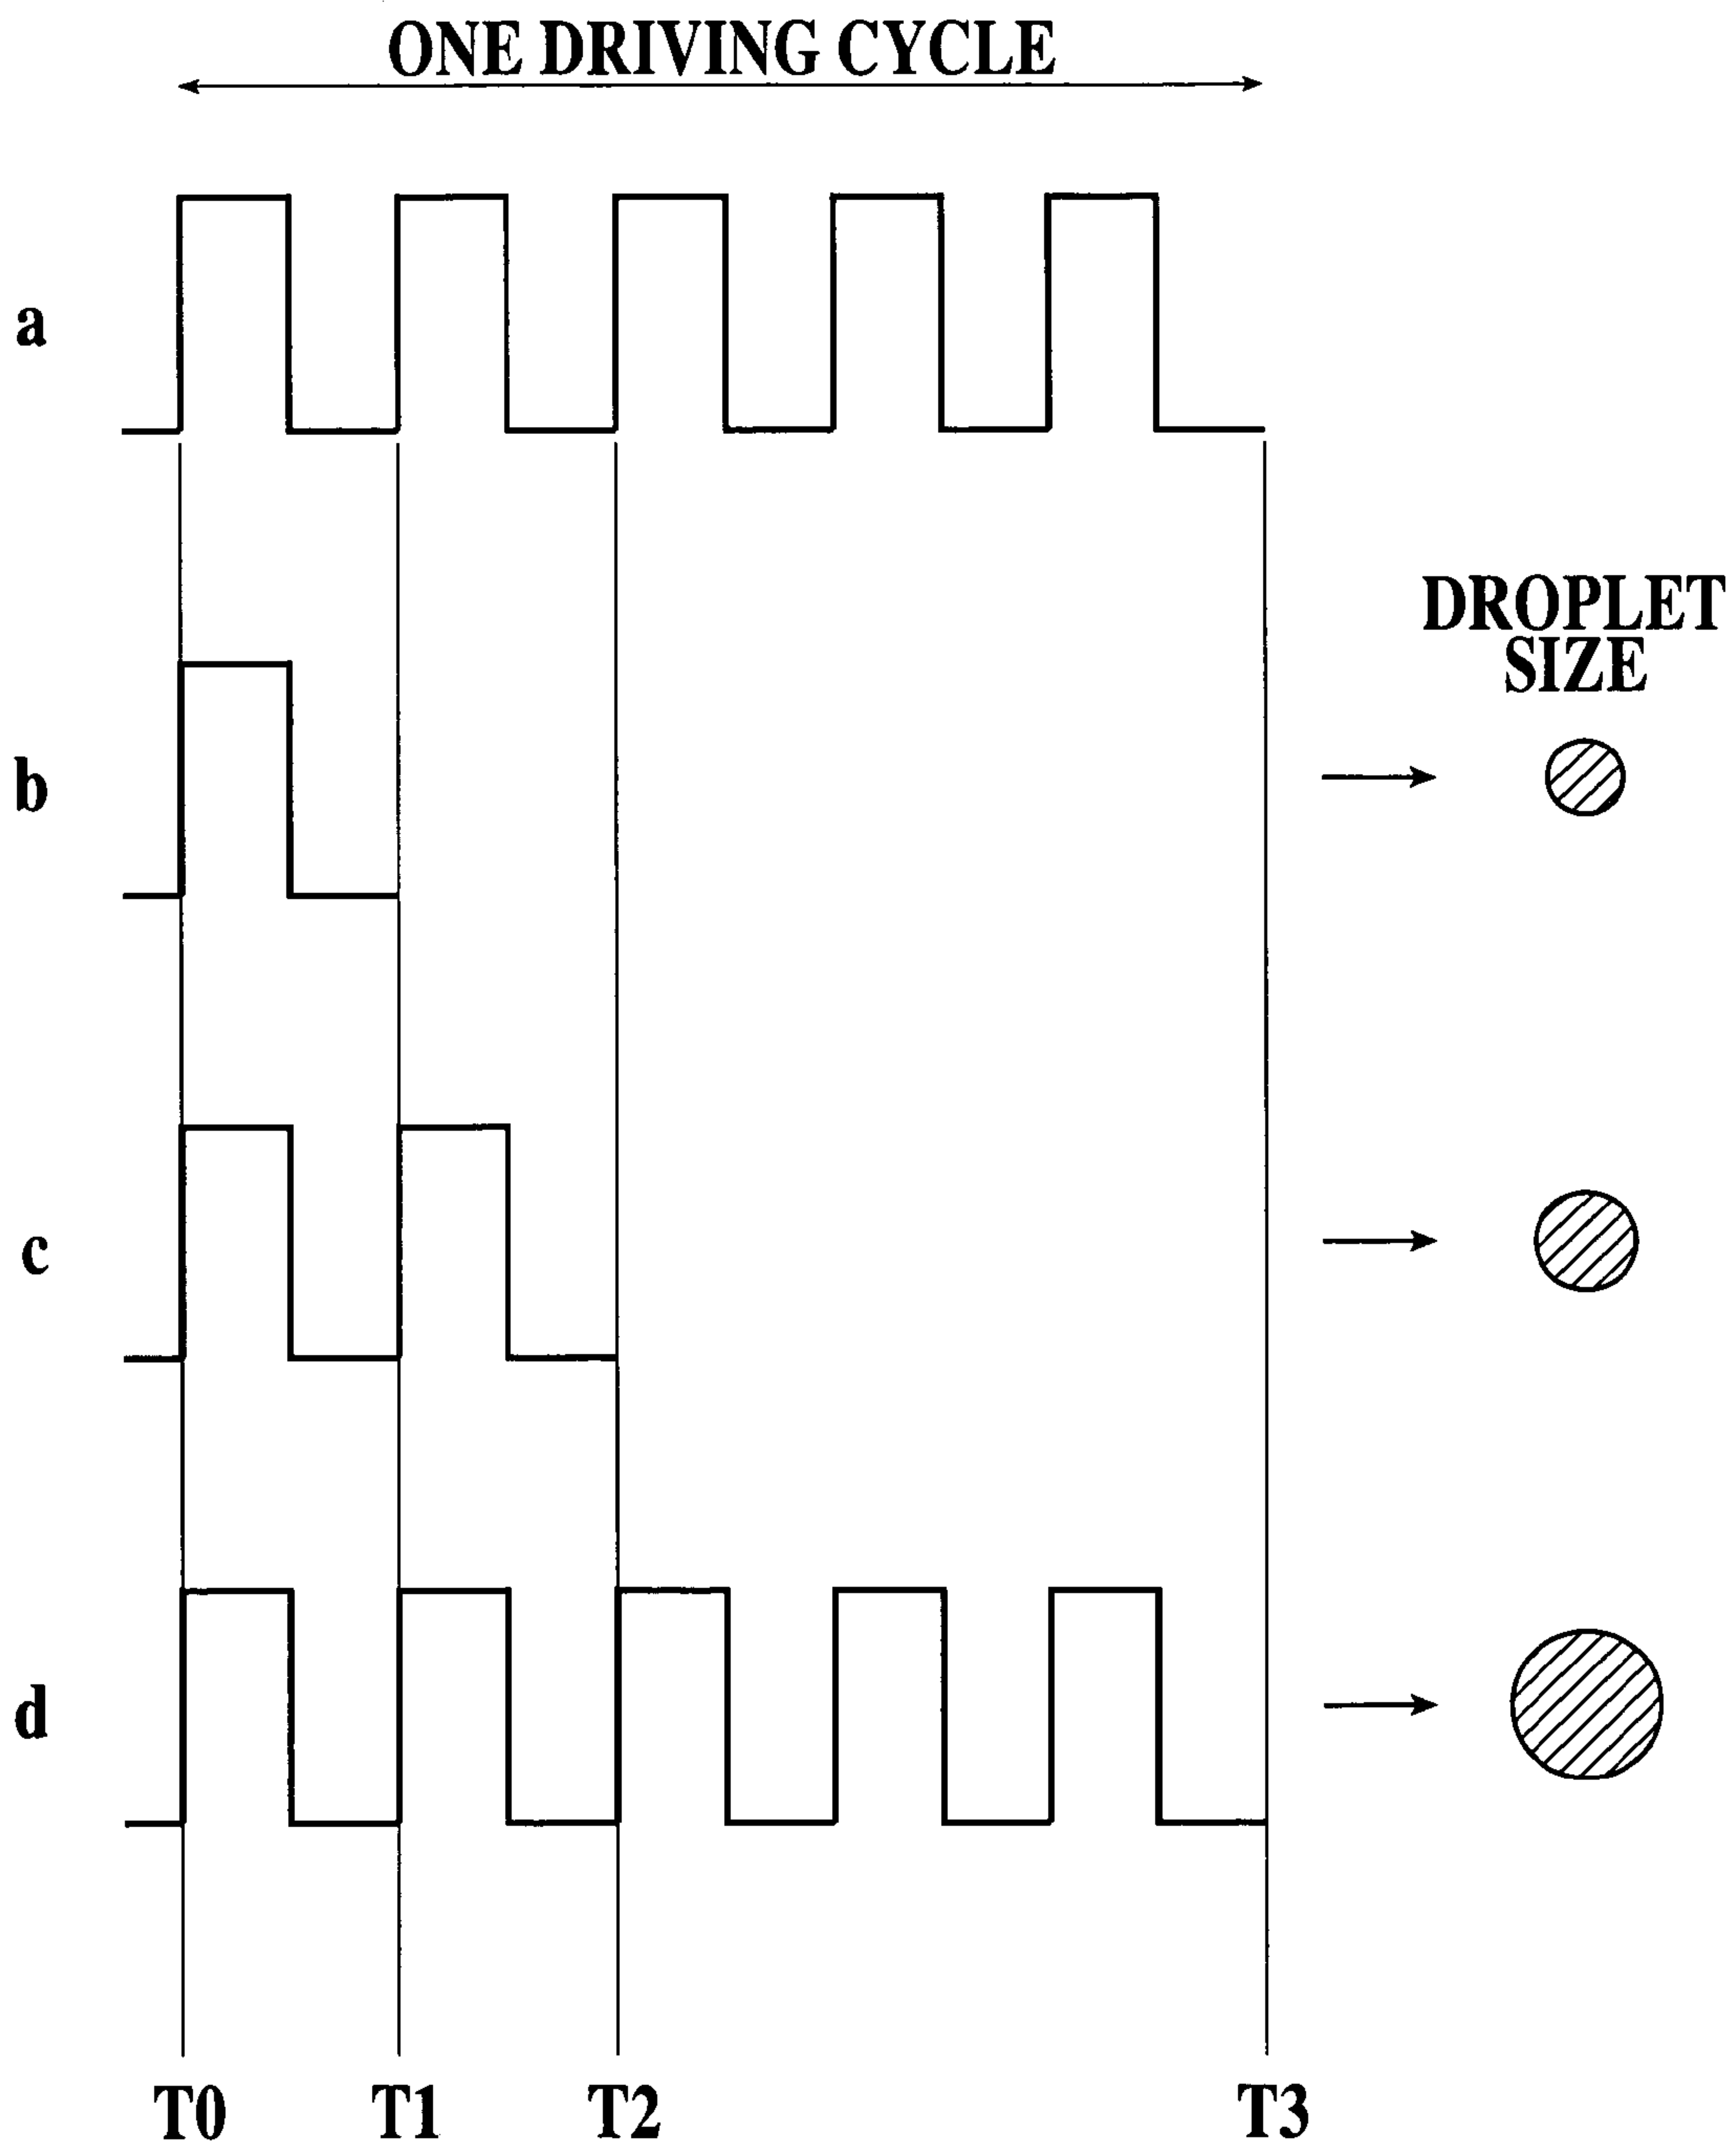 ONE DRIVING CYCLE
a
DROPLET
SIZE
b
c
d
T0 T1 T2 T3